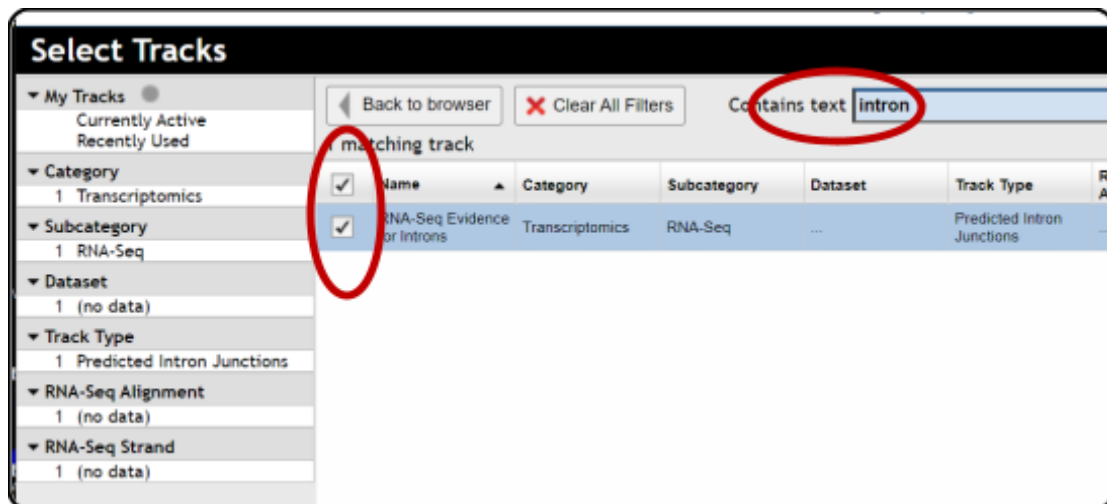 Select Tracks
My Tracks
Currently Active
Recently Used
Category
1 Transcriptomics
Subcategory
1 RNA-Seq
Dataset
1 (no data)
Track Type
1 Predicted Intron Junctions
RNA-Seq Alignment
1 (no data)
RNA-Seq Strand
1 (no data)
Back to browser Clear All Filters Contains text intron
matching track
Name Category Subcategory Dataset Track Type
RNA-Seq Evidence Transcriptomics RNA-Seq ... Predicted Intron
or Introns Junctions